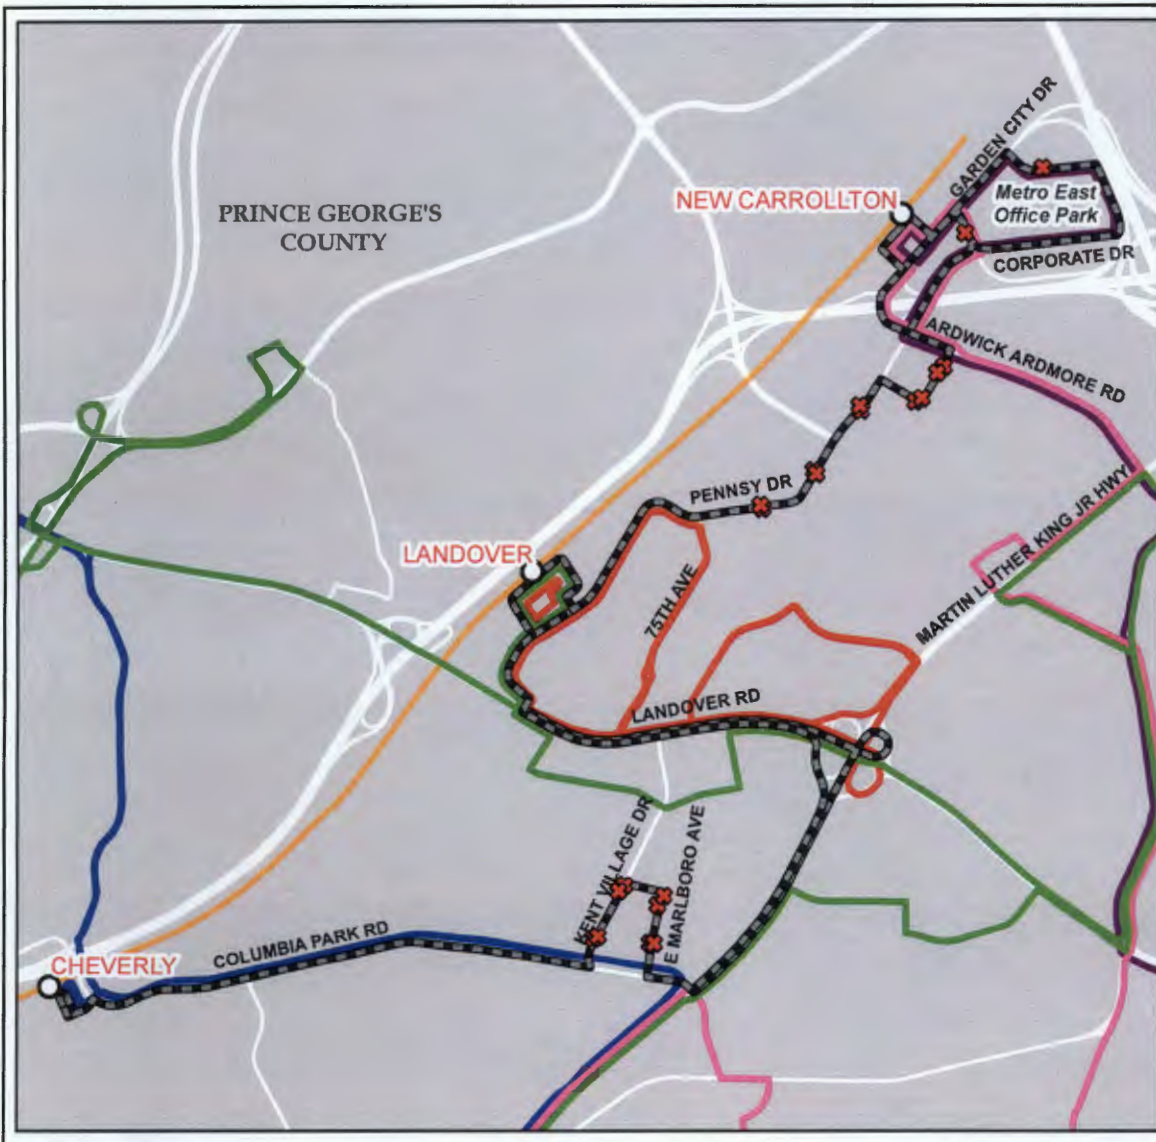 GARDEN CITY DR
NEW CARROLLTON
Metro East
Office Park
PRINCE GEORGE'S
COUNTY
CORPORATE DR
ARDWICK ARDMORE RD
PENNSY DR
MARTIN LUTHER KING JR HWY
LANDOVER
75TH AVE
LANDOVER RD
KENT VILLAGE DR
E MARLBORO AVE
COLUMBIA PARK RD
CHEVERLY